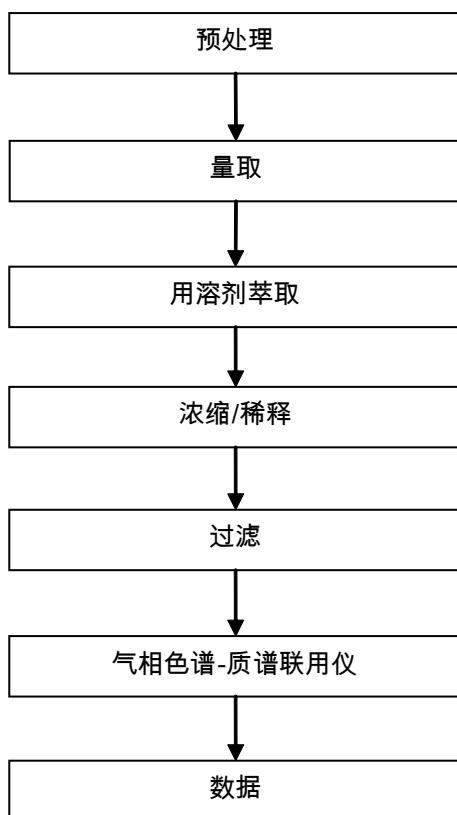 预处理
量取
用溶剂萃取
浓缩/稀释
过滤
气相色谱-质谱联用仪
数据